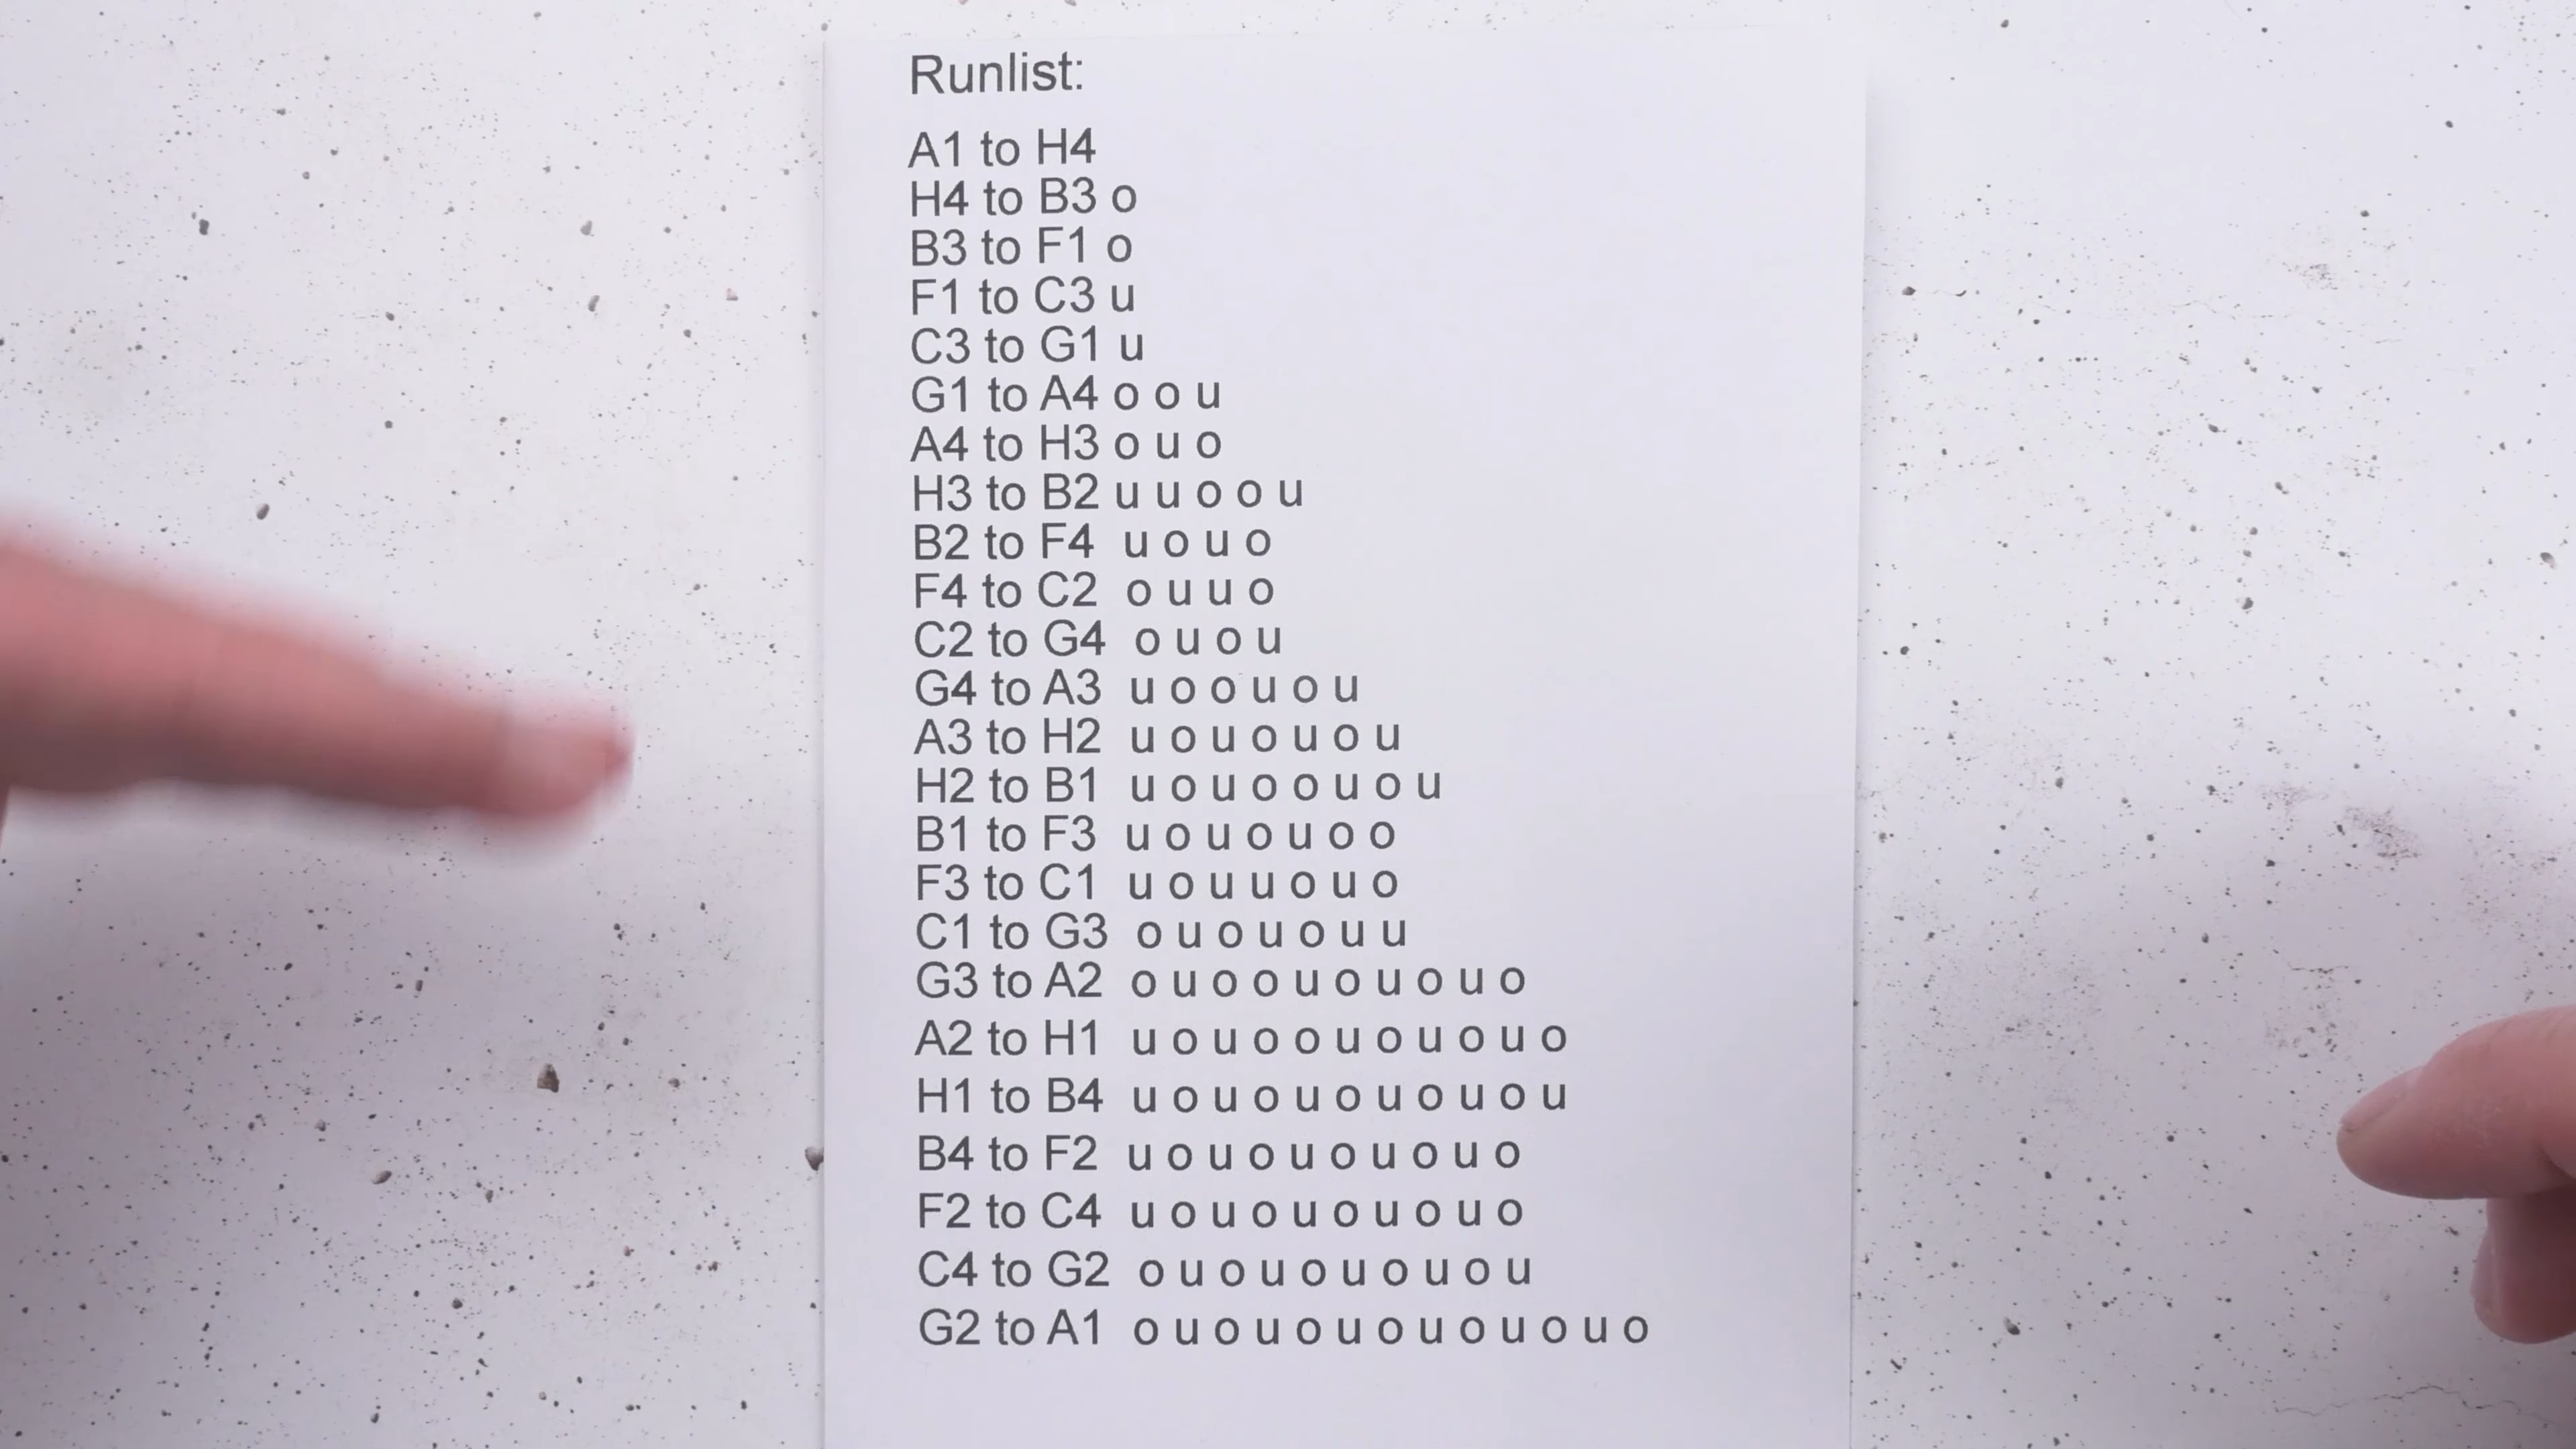 Runlist:
A1 to H4
H4 to B3 o
B3 to F1 o
F1 to C3 u
C3 to G1 u
G1 to A4 o o u
A4 to H3 o u o
H3 to B2 u u o o u
B2 to F4 u o u o
F4 to C2 o u u o
C2 to G4 o u o u
G4 to A3 u o o u o u
A3 to H2 u o u o u o u
H2 to B1 u o u o o u o u
B1 to F3 u o u o u o o
F3 to C1 u o u u o u o
C1 to G3 o u o u o u u
G3 to A2 o u o o u o u o u o
A2 to H1 u o u o o u o u o u o
H1 to B4 u o u o u o u o u o u
B4 to F2 u o u o u o u o u o
F2 to C4 u o u o u o u o u o
C4 to G2 o u o u o u o u o u
G2 to A1 o u o u o u o u o u o u o